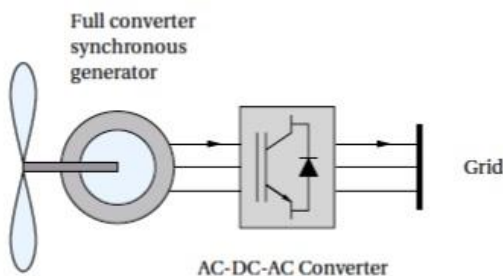 Full converter
synchronous
generator
Grid
AC-DC-AC Converter